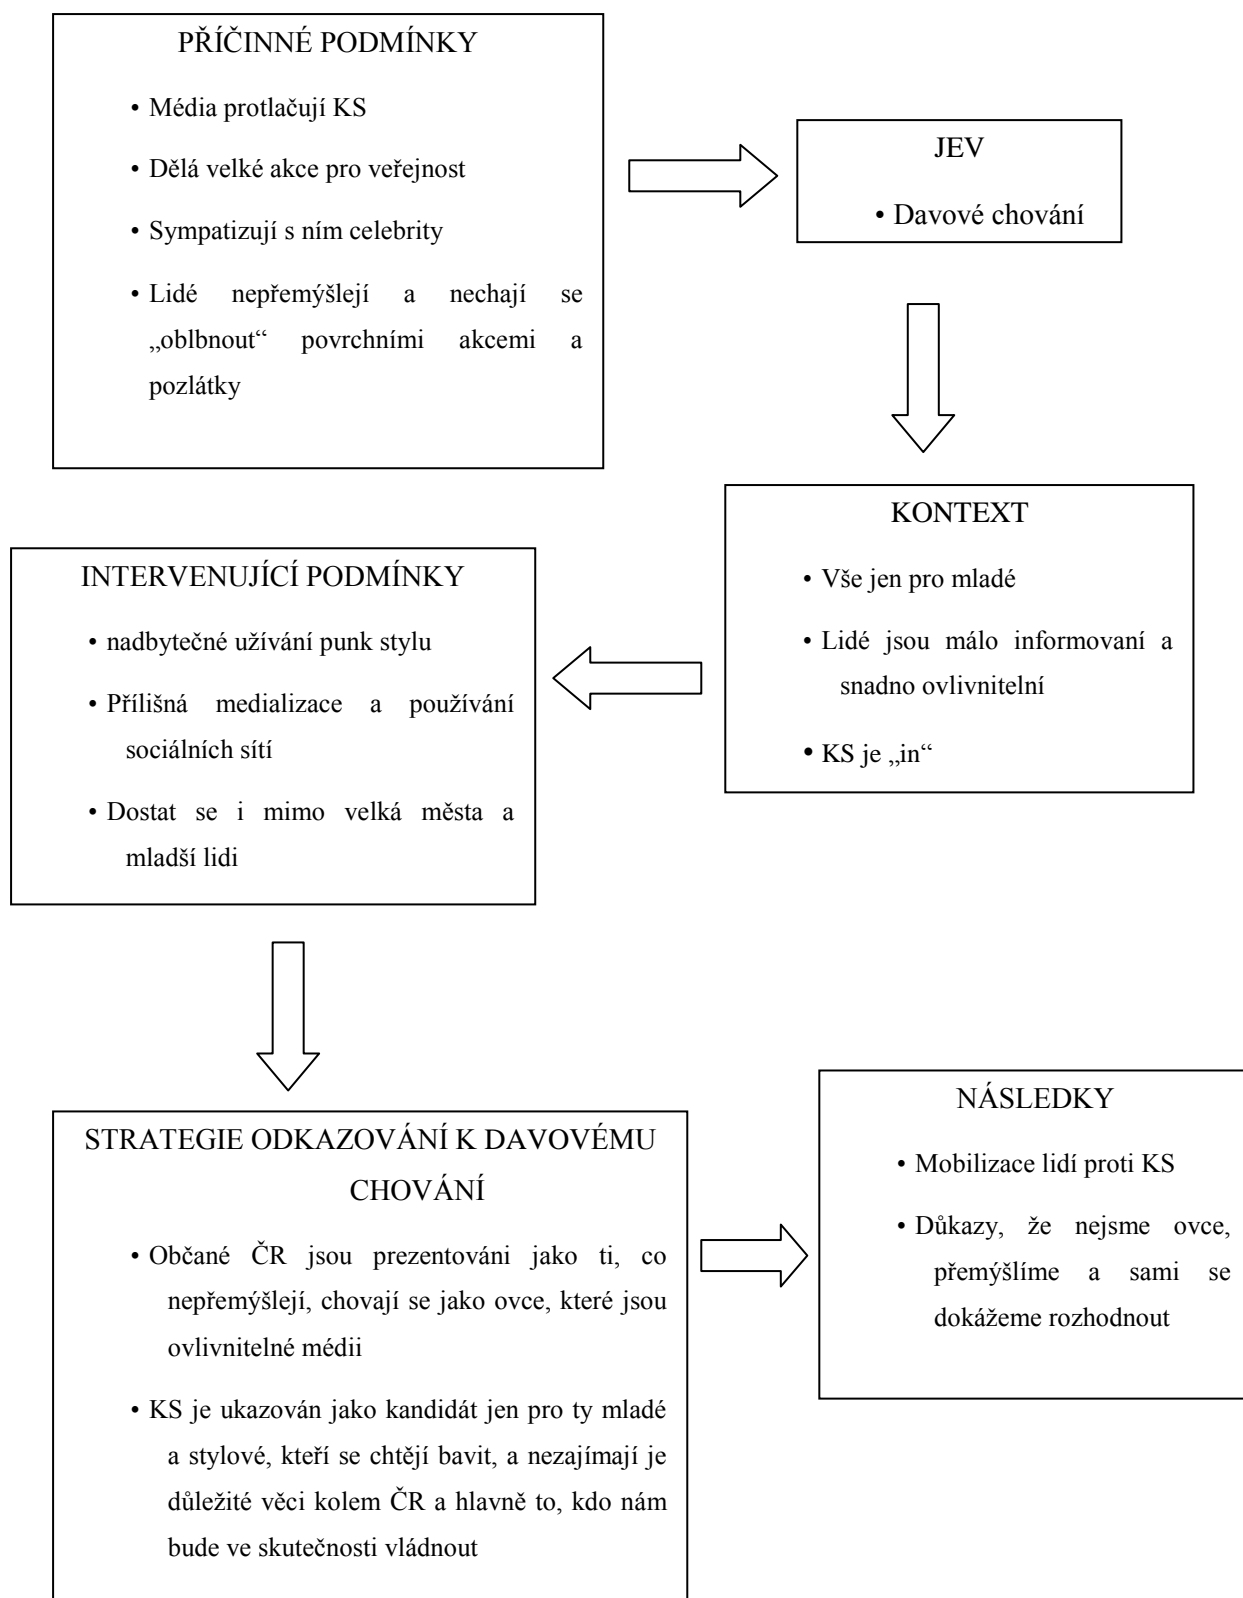 PŘÍČINNÉ PODMÍNKY
• Média protlačují KS
• Dělá velké akce pro veřejnost
• Sympatizují s ním celebrity
• Lidé nepřemýšlejí a nechají se
„oblbnout“ povrchními akcemi a
pozlátky
JEV
• Davové chování
KONTEXT
• Vše jen pro mladé
• Lidé jsou málo informovaní a
snadno ovlivnitelní
• KS je „in“
INTERVENUJÍCÍ PODMÍNKY
• nadbytečné užívání punk stylu
• Přílišná medializace a používání
sociálních sítí
• Dostat se i mimo velká města a
mladší lidi
STRATEGIE ODKAZOVÁNÍ K DAVOVÉMU
CHOVÁNÍ
• Občané ČR jsou prezentováni jako ti, co
nepřemýšlejí, chovají se jako ovce, které jsou
ovlivnitelné médii
• KS je ukazován jako kandidát jen pro ty mladé
a stylové, kteří se chtějí bavit, a nezajímají je
důležité věci kolem ČR a hlavně to, kdo nám
bude ve skutečnosti vládnout
NÁSLEDKY
• Mobilizace lidí proti KS
• Důkazy, že nejsme ovce,
přemýšlíme a sami se
dokážeme rozhodnout